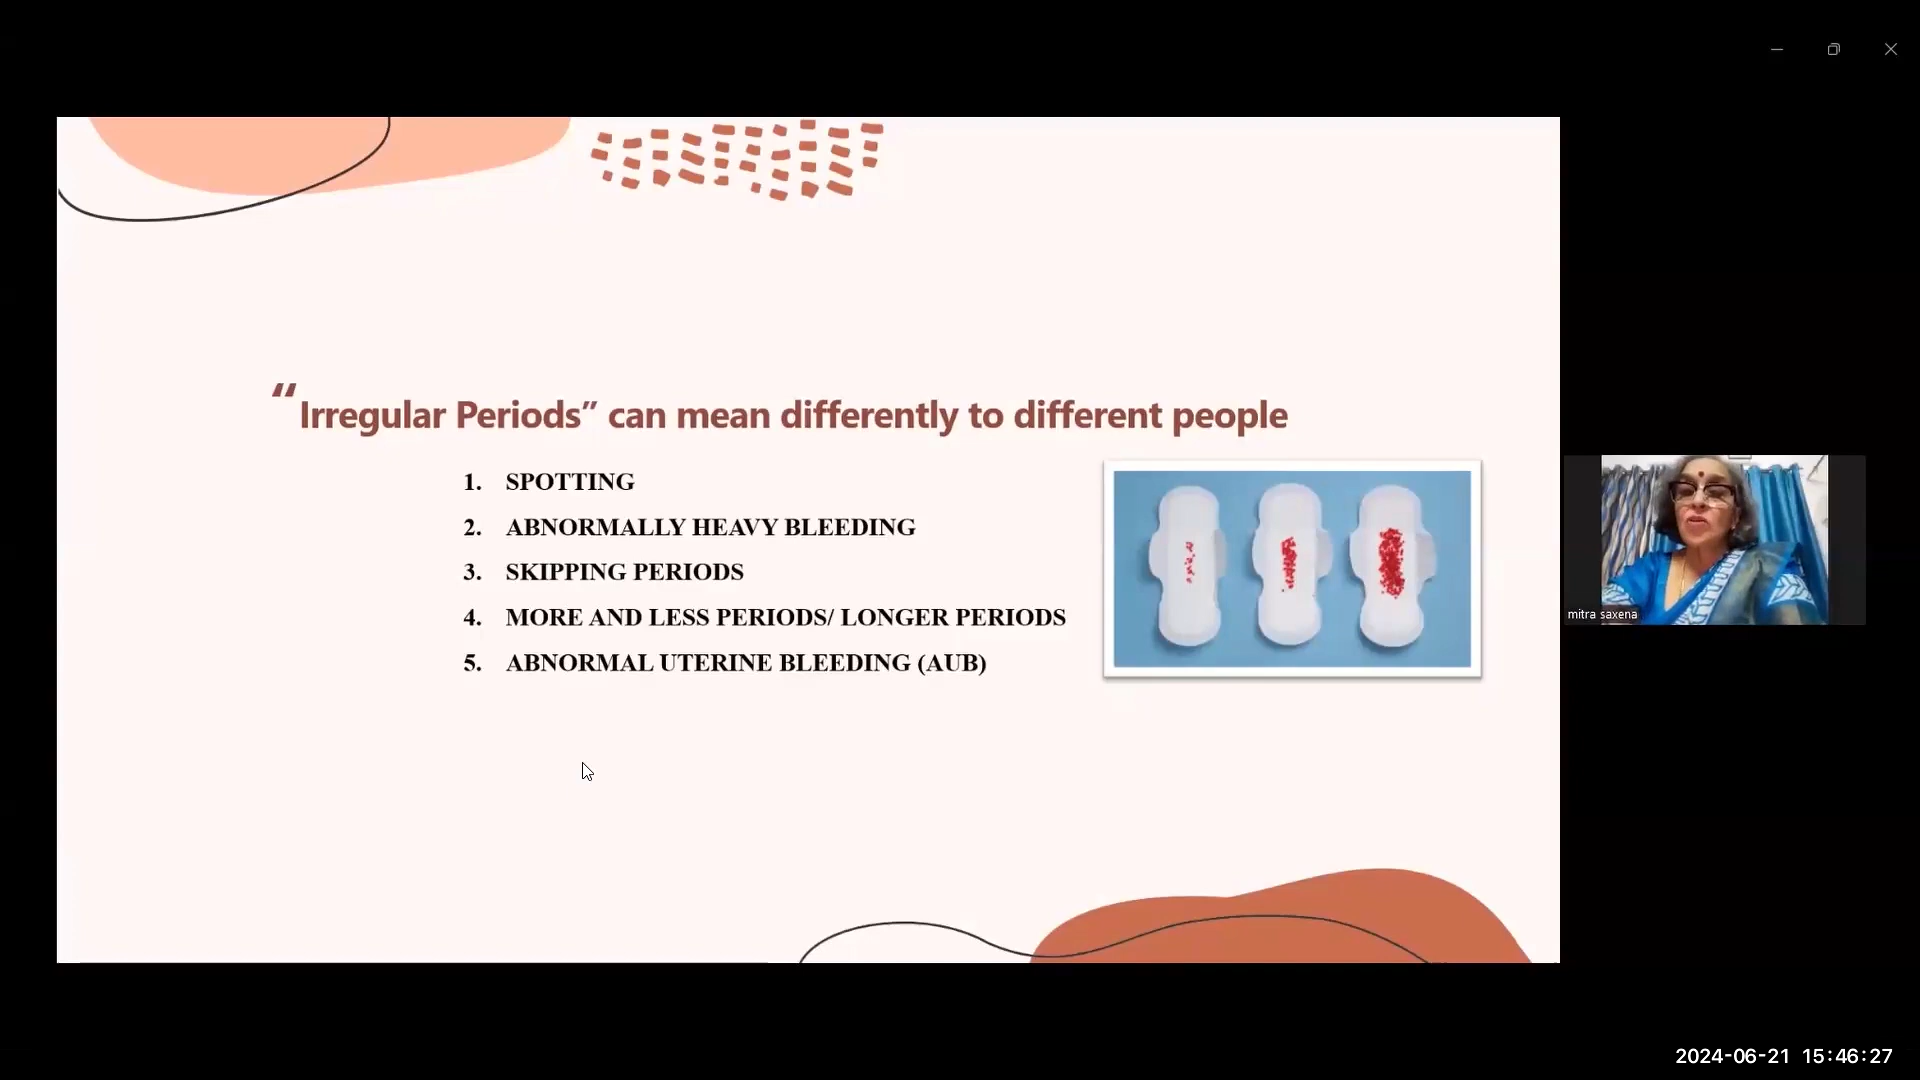 “Irregular Periods” can mean differently to different people
1. SPOTTING
2. ABNORMALLY HEAVY BLEEDING
3. SKIPPING PERIODS
4. MORE AND LESS PERIODS/ LONGER PERIODS
5. ABNORMAL UTERINE BLEEDING (AUB)
mitra saxena
2024-06-21 15:46:27